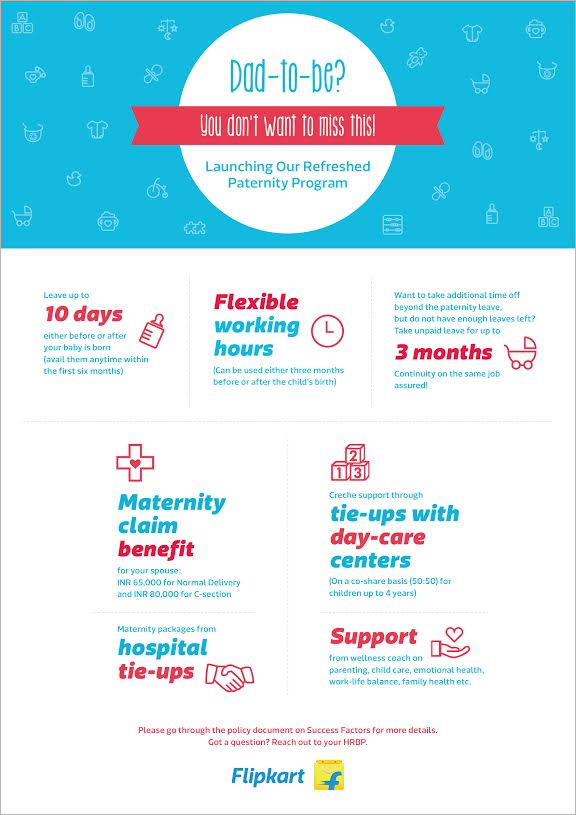 Dad-to-be?
You don't want to miss this!
Launching Our Refreshed
Paternity Program
Leave up to
10 days
either before or after
your baby is born
(avail them anytime within
the first six months)
Flexible
working
hours
(Can be used either three months
before or after the child's birth)
Want to take additional time off
beyond the paternity leave,
but do not have enough leaves left?
Take unpaid leave for up to
3 months
Continuity on the same job
assured!
Maternity
claim
benefit
for your spouse:
INR 65,000 for Normal Delivery
and INR 80,000 for C-section
2
1 3
Creche support through
tie-ups with
day-care
centers
(On a co-share basis (50:50) for
children up to 4 years)
Maternity packages from
hospital
tie-ups
Support
from wellness coach on
parenting, child care, emotional health,
work-life balance, family health etc.
Please go through the policy document on Success Factors for more details.
Got a question? Reach out to your HRBP.
Flipkart